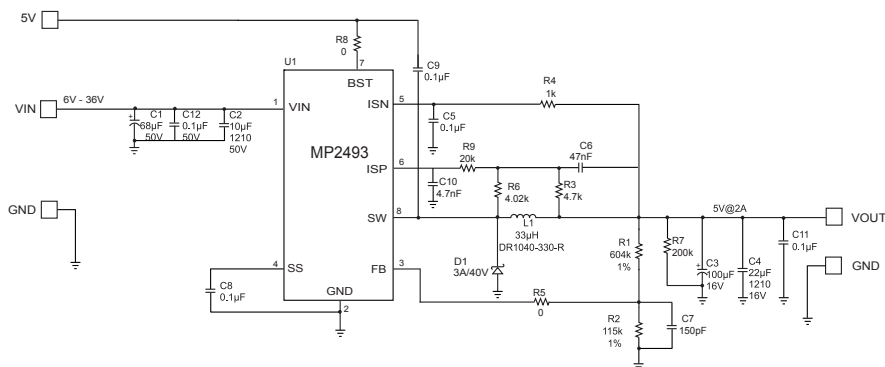 5V
R8
0
7
U1
BST
C9
0.1µF
VIN
6V - 36V
1
VIN
+
C1
68µF
50V
C12
0.1µF
50V
C2
10µF
1210
50V
MP2493
ISN
5
C5
0.1µF
R4
1k
ISP
6
C10
4.7nF
R9
20k
C6
47nF
R6
4.02k
R3
4.7k
GND
SW
8
L1
33µH
DR1040-330-R
5V@2A
VOUT
D1
3A/40V
R1
604k
1%
R7
200k
+
C3
100µF
16V
C4
22µF
1210
16V
C11
0.1µF
GND
4
SS
C8
0.1µF
FB
3
GND
2
R5
0
R2
115k
1%
C7
150pF